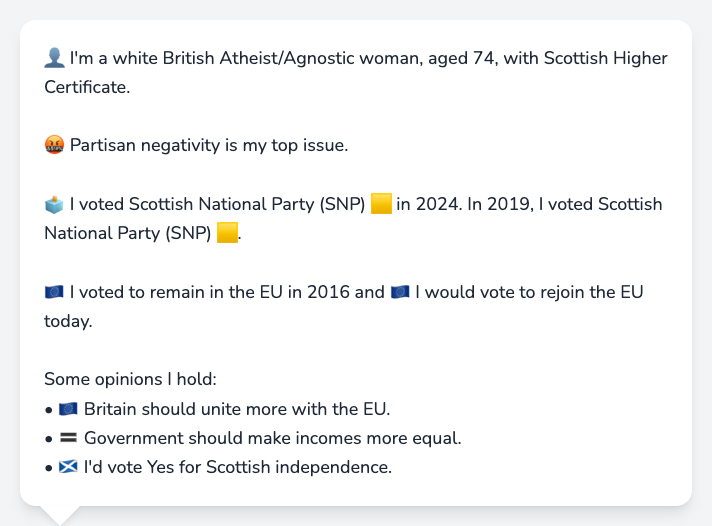 👤 I'm a white British Atheist/Agnostic woman, aged 74, with Scottish Higher
Certificate.
🤬 Partisan negativity is my top issue.
🗳️ I voted Scottish National Party (SNP) 🟨 in 2024. In 2019, I voted Scottish
National Party (SNP) 🟨.
🇪🇺 I voted to remain in the EU in 2016 and 🇪🇺 I would vote to rejoin the EU
today.
Some opinions I hold:
• 🇪🇺 Britain should unite more with the EU.
• 🟰 Government should make incomes more equal.
• 🏴󠁧󠁢󠁳󠁣󠁴󠁿 I'd vote Yes for Scottish independence.